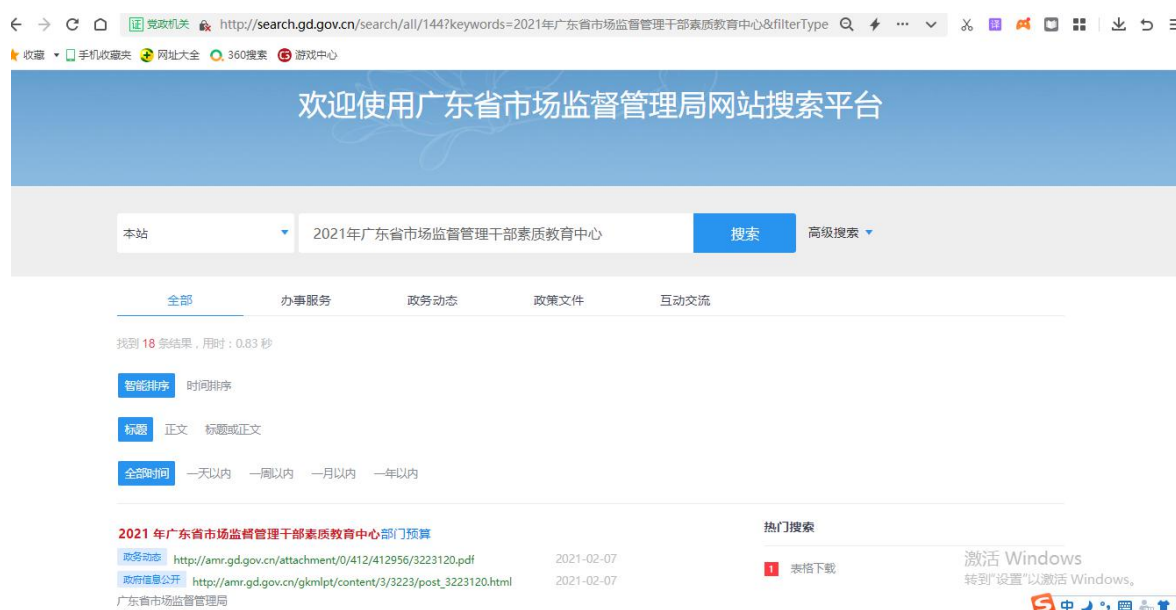 证 党政机关 http://search.gd.gov.cn/search/all/144?keywords=2021年广东省市场监督管理干部素质教育中心&filterType
收藏 手机收藏夹 网址大全 360搜索 游戏中心
欢迎使用广东省市场监督管理局网站搜索平台
本站 2021年广东省市场监督管理干部素质教育中心 搜索 高级搜索
全部 办事服务 政务动态 政策文件 互动交流
找到 18 条结果，用时：0.83 秒
智能排序 时间排序
标题 正文 标题或正文
全部时间 一天以内 一周以内 一月以内 一年以内
2021 年广东省市场监督管理干部素质教育中心部门预算
政务动态 http://amr.gd.gov.cn/attachment/0/412/412956/3223120.pdf 2021-02-07
政府信息公开 http://amr.gd.gov.cn/gkmlpt/content/3/3223/post_3223120.html 2021-02-07
广东省市场监督管理局
热门搜索
1 表格下载
激活 Windows
转到"设置"以激活 Windows。
中